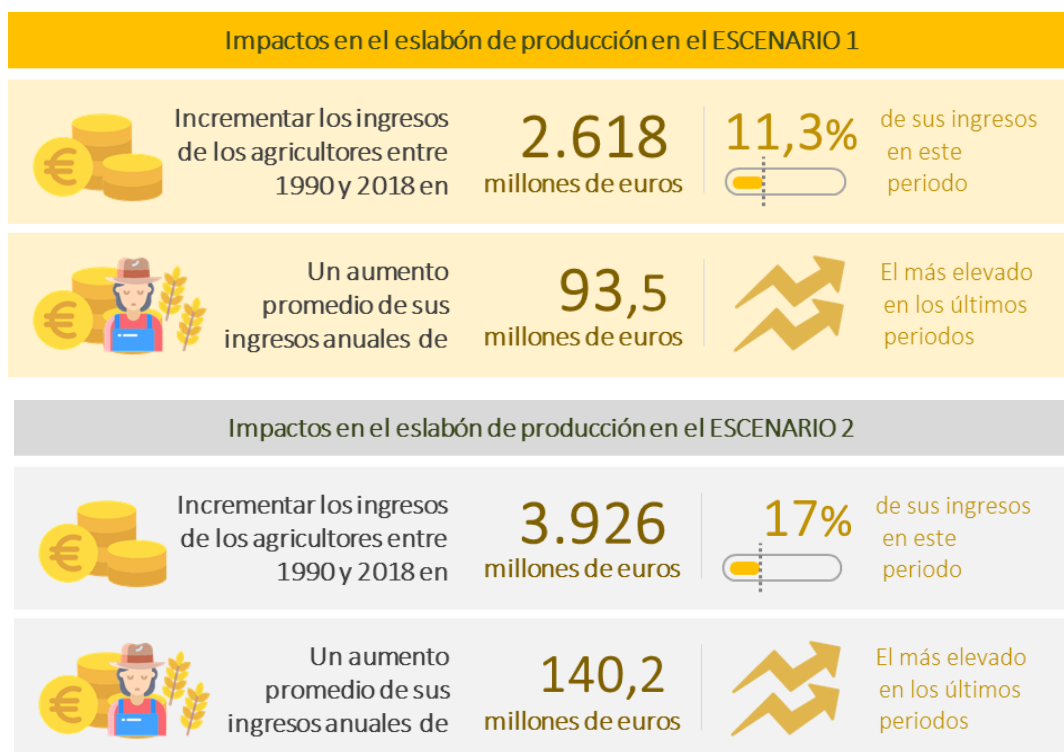 Impactos en el eslabón de producción en el ESCENARIO 1
Incrementar los ingresos
de los agricultores entre
1990 y 2018 en
2.618
millones de euros
11,3%
de sus ingresos
en este
periodo
Un aumento
promedio de sus
ingresos anuales de
93,5
millones de euros
El más elevado
en los últimos
periodos
Impactos en el eslabón de producción en el ESCENARIO 2
Incrementar los ingresos
de los agricultores entre
1990 y 2018 en
3.926
millones de euros
17%
de sus ingresos
en este
periodo
Un aumento
promedio de sus
ingresos anuales de
140,2
millones de euros
El más elevado
en los últimos
periodos